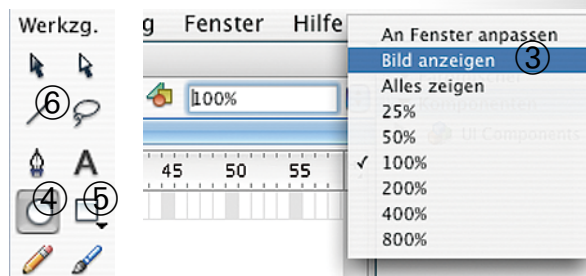 Werkzg.
⑥
A
④ ⑤
g Fenster Hilfe
100%
45 50 55
An Fenster anpassen
Bild anzeigen ③
Alles zeigen
25%
50%
✓ 100%
200%
400%
800%
Komponenten
UI Components